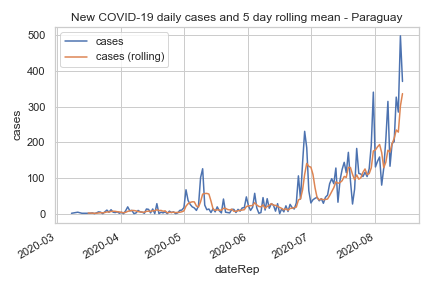 New COVID-19 daily cases and 5 day rolling mean - Paraguay
cases
cases (rolling)
500
400
300
200
100
0
cases
2020-03
2020-04
2020-05
2020-06
2020-07
2020-08
dateRep